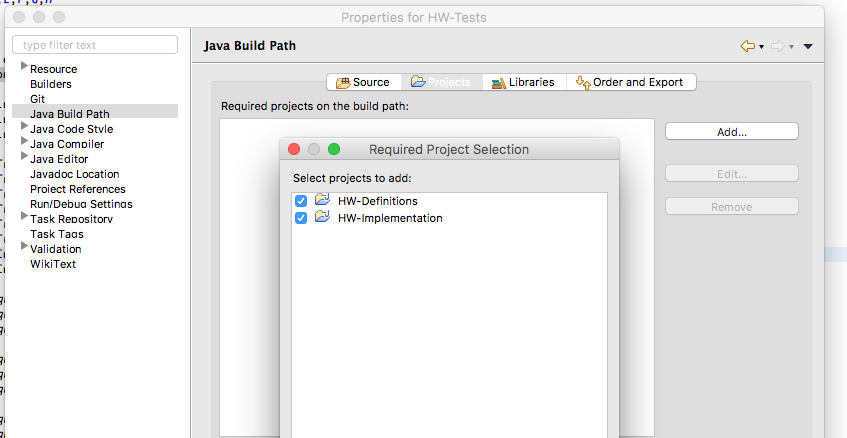 Properties for HW-Tests
type filter text
Java Build Path
Resource
Builders
Git
Java Build Path
Java Code Style
Java Compiler
Java Editor
Javadoc Location
Project References
Run/Debug Settings
Task Repository
Task Tags
Validation
WikiText
Source
Projects
Libraries
Order and Export
Required projects on the build path:
Add...
Edit...
Remove
Required Project Selection
Select projects to add:
HW-Definitions
HW-Implementation